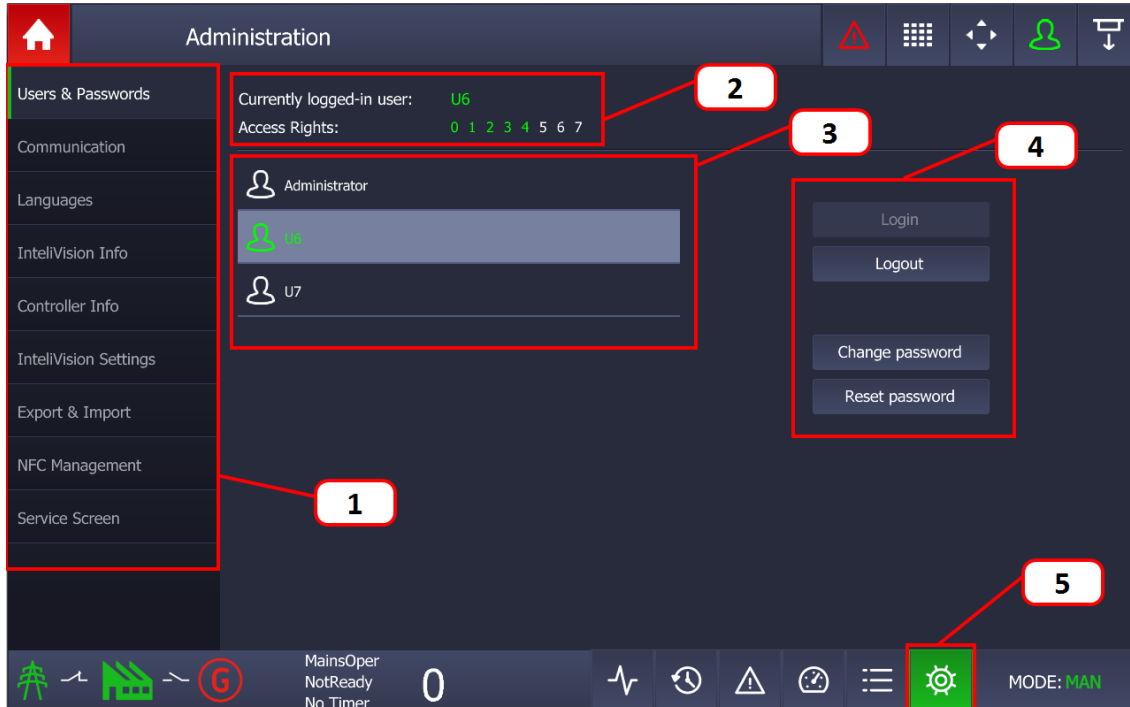 Administration
Users & Passwords
Communication
Languages
InteliVision Info
Controller Info
InteliVision Settings
Export & Import
NFC Management
Service Screen
1
Currently logged-in user: U6
Access Rights: 0 1 2 3 4 5 6 7
2
Administrator
U6
U7
3
Login
Logout
Change password
Reset password
4
5
G
MainsOper
NotReady
No Timer
0
MODE: MAN